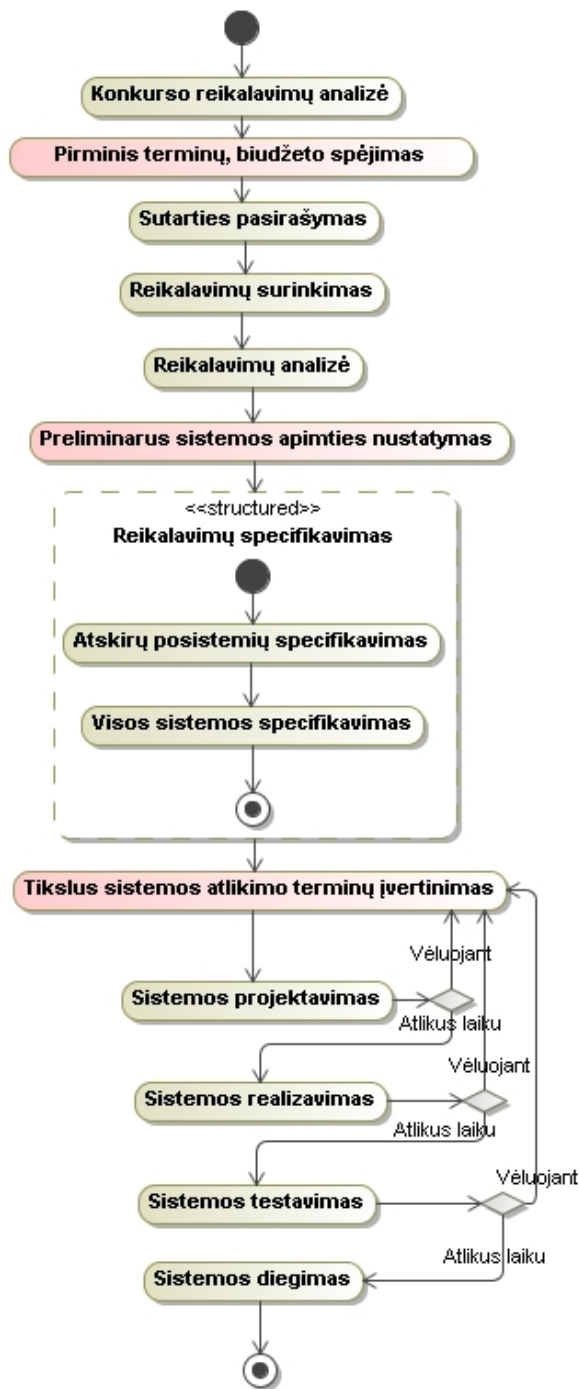 Konkurso reikalavimų analizė
Pirminis terminų, biudžeto spėjimas
Sutarties pasirašymas
Reikalavimų surinkimas
Reikalavimų analizė
Preliminarus sistemos apimties nustatymas
<<structured>>
Reikalavimų specifikavimas
Atskirų posistemių specifikavimas
Visos sistemos specifikavimas
Tikslus sistemos atlikimo terminų įvertinimas
Vėluojant
Sistemos projektavimas
Atlikus laiku
Vėluojant
Sistemos realizavimas
Atlikus laiku
Vėluojant
Sistemos testavimas
Atlikus laiku
Sistemos diegimas